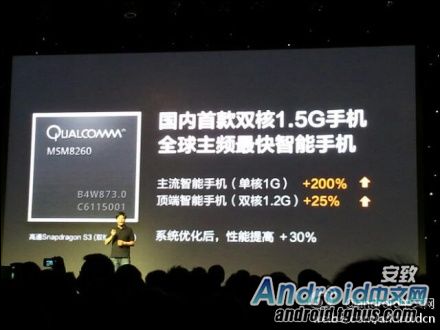 QUALCOMM
MSM8260
B4W873.0
C6115001
高通Snapdragon S3 (双核
国内首款双核1.5G手机
全球主频最快智能手机
主流智能手机（单核1G） +200%
顶端智能手机（双核1.2G）+25%
系统优化后，性能提高 +30%
安致
Android中文网
android.tgbus.com